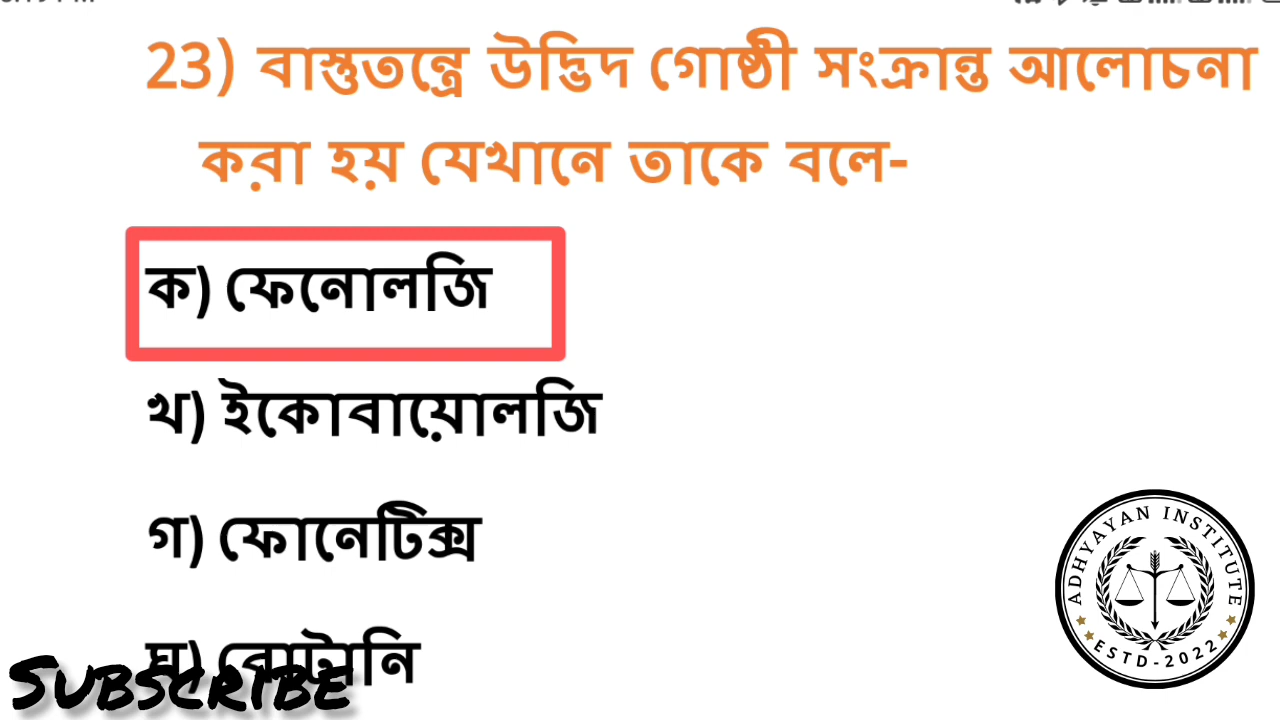 23) বাস্তুতন্ত্রে উদ্ভিদ গোষ্ঠী সংক্রান্ত আলোচনা
করা হয় যেখানে তাকে বলে-
ক) ফেনোলজি
খ) ইকোবায়োলজি
গ) ফোনেটিক্স
ঘ) বোটানি
SUBSCRIBE
ADHYAYAN INSTITUTE
ESTD-2022